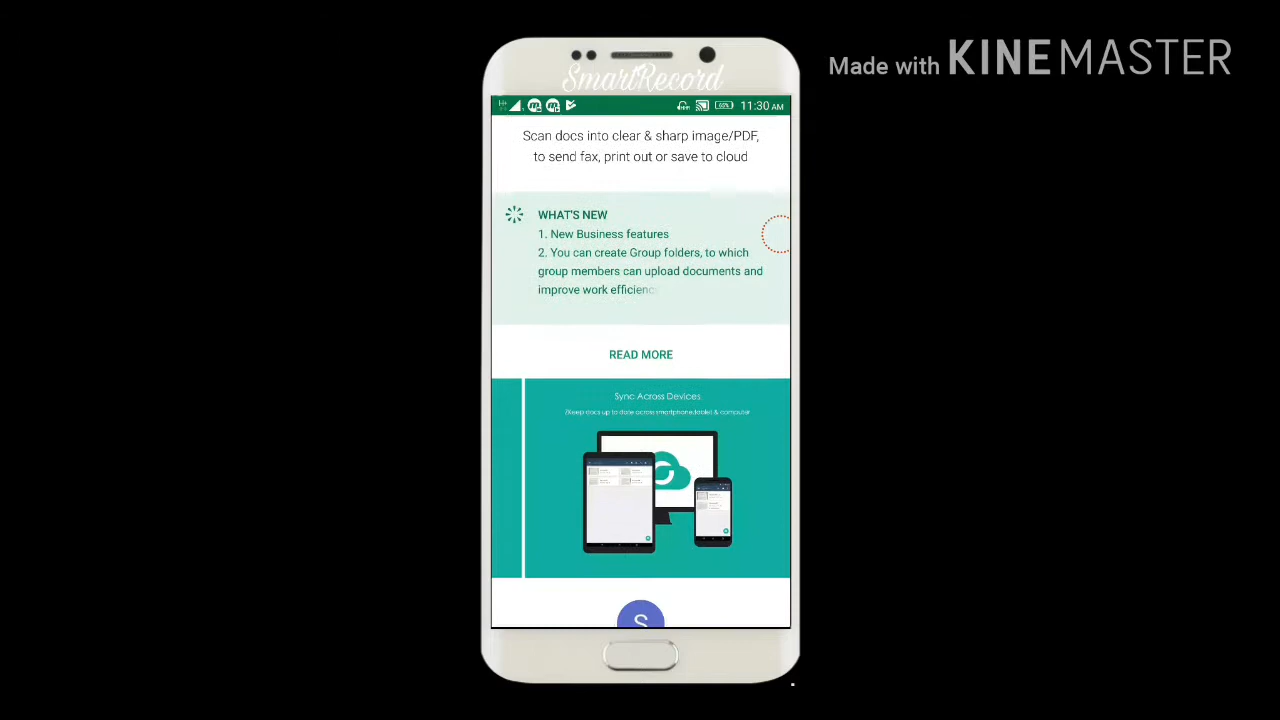 Made with KINEMASTER
SmartRecord
11:30 AM
Scan docs into clear & sharp image/PDF,
to send fax, print out or save to cloud
WHAT'S NEW
1. New Business features
2. You can create Group folders, to which
group members can upload documents and
improve work efficienc
READ MORE
Sync Across Devices
Keep docs up to date across smartphone,tablet & computer
S